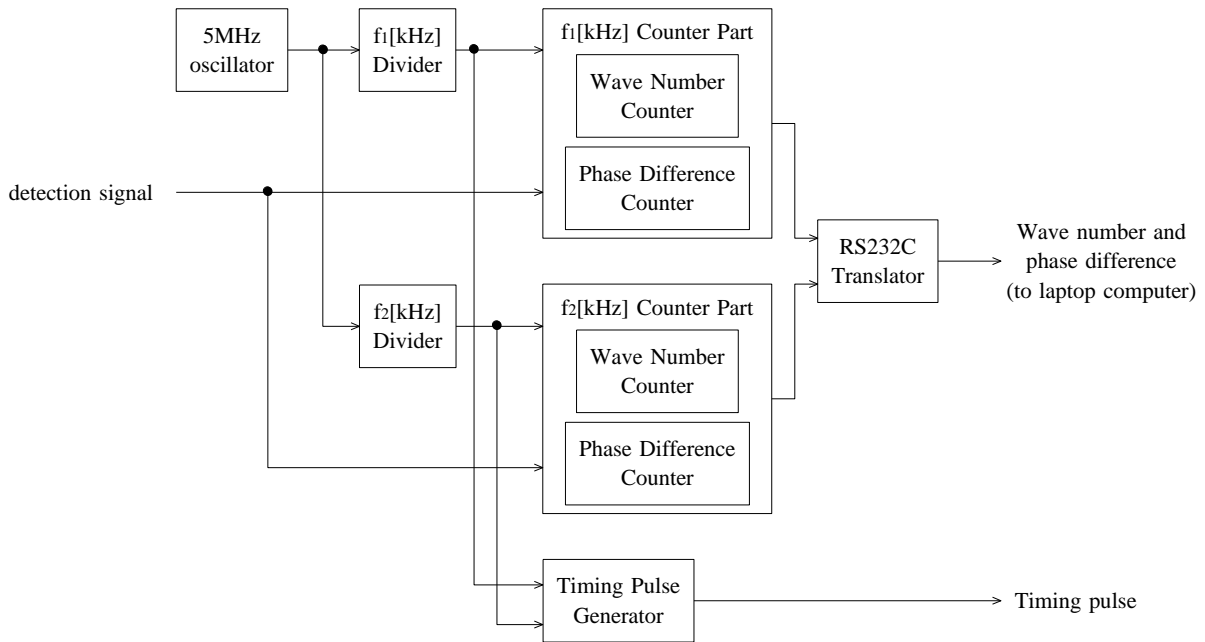 5MHz
oscillator
f1[kHz]
Divider
f1[kHz] Counter Part
Wave Number
Counter
Phase Difference
Counter
detection signal
RS232C
Translator
Wave number and
phase difference
(to laptop computer)
f2[kHz]
Divider
f2[kHz] Counter Part
Wave Number
Counter
Phase Difference
Counter
Timing Pulse
Generator
Timing pulse